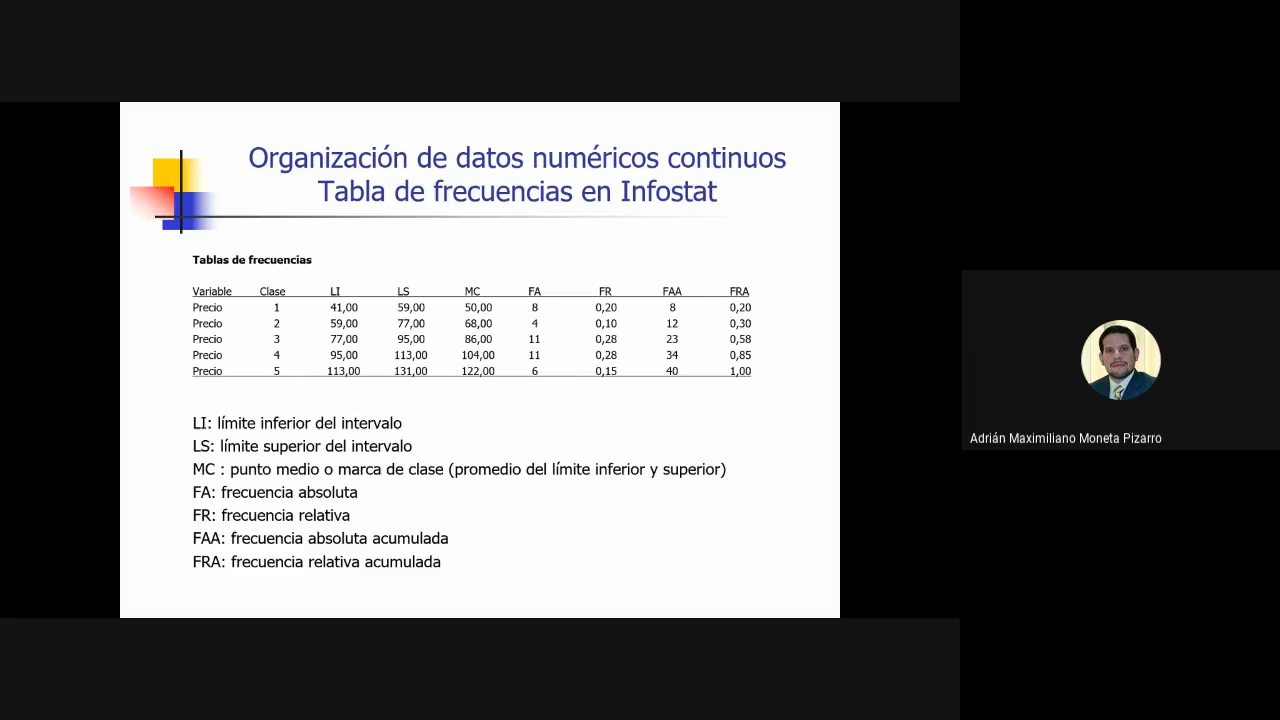 Organización de datos numéricos continuos
Tabla de frecuencias en Infostat
Tablas de frecuencias
Variable Clase LI LS MC FA FR FAA FRA
Precio 1 41,00 59,00 50,00 8 0,20 8 0,20
Precio 2 59,00 77,00 68,00 4 0,10 12 0,30
Precio 3 77,00 95,00 86,00 11 0,28 23 0,58
Precio 4 95,00 113,00 104,00 11 0,28 34 0,85
Precio 5 113,00 131,00 122,00 6 0,15 40 1,00
LI: límite inferior del intervalo
LS: límite superior del intervalo
MC : punto medio o marca de clase (promedio del límite inferior y superior)
FA: frecuencia absoluta
FR: frecuencia relativa
FAA: frecuencia absoluta acumulada
FRA: frecuencia relativa acumulada
Adrián Maximiliano Moneta Pizarro